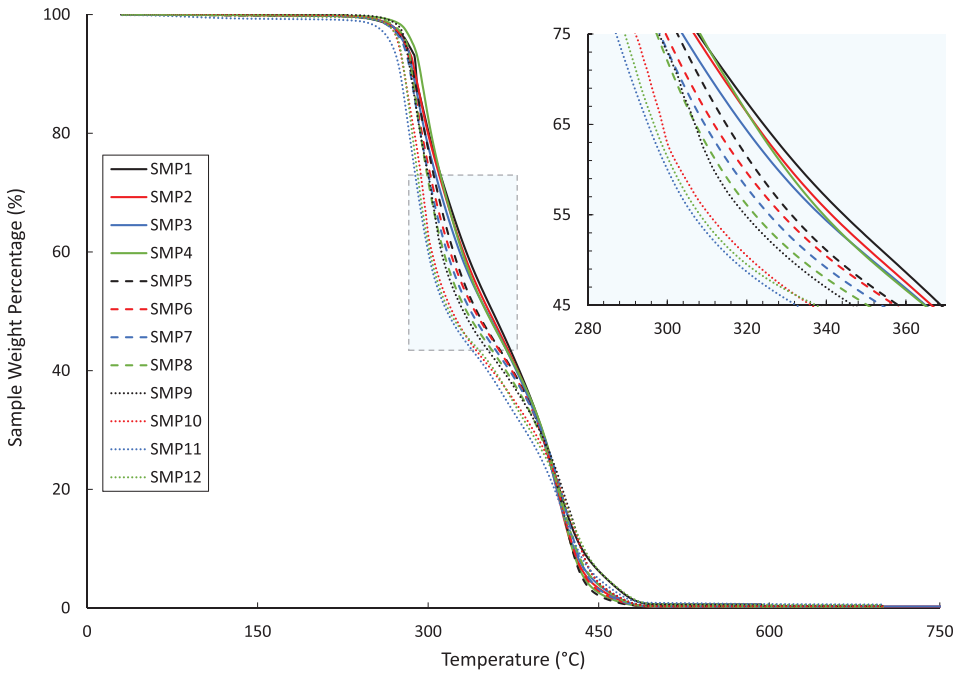 100
80
60
40
20
0
0
150
300
450
600
750
Sample Weight Percentage (%)
Temperature (°C)
SMP1
SMP2
SMP3
SMP4
SMP5
SMP6
SMP7
SMP8
SMP9
SMP10
SMP11
SMP12
75
65
55
45
280
300
320
340
360